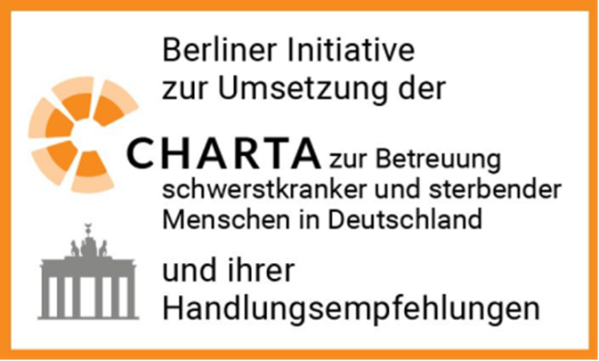 Berliner Initiative
zur Umsetzung der
CHARTA zur Betreuung
schwerstkranker und sterbender
Menschen in Deutschland
und ihrer
Handlungsempfehlungen